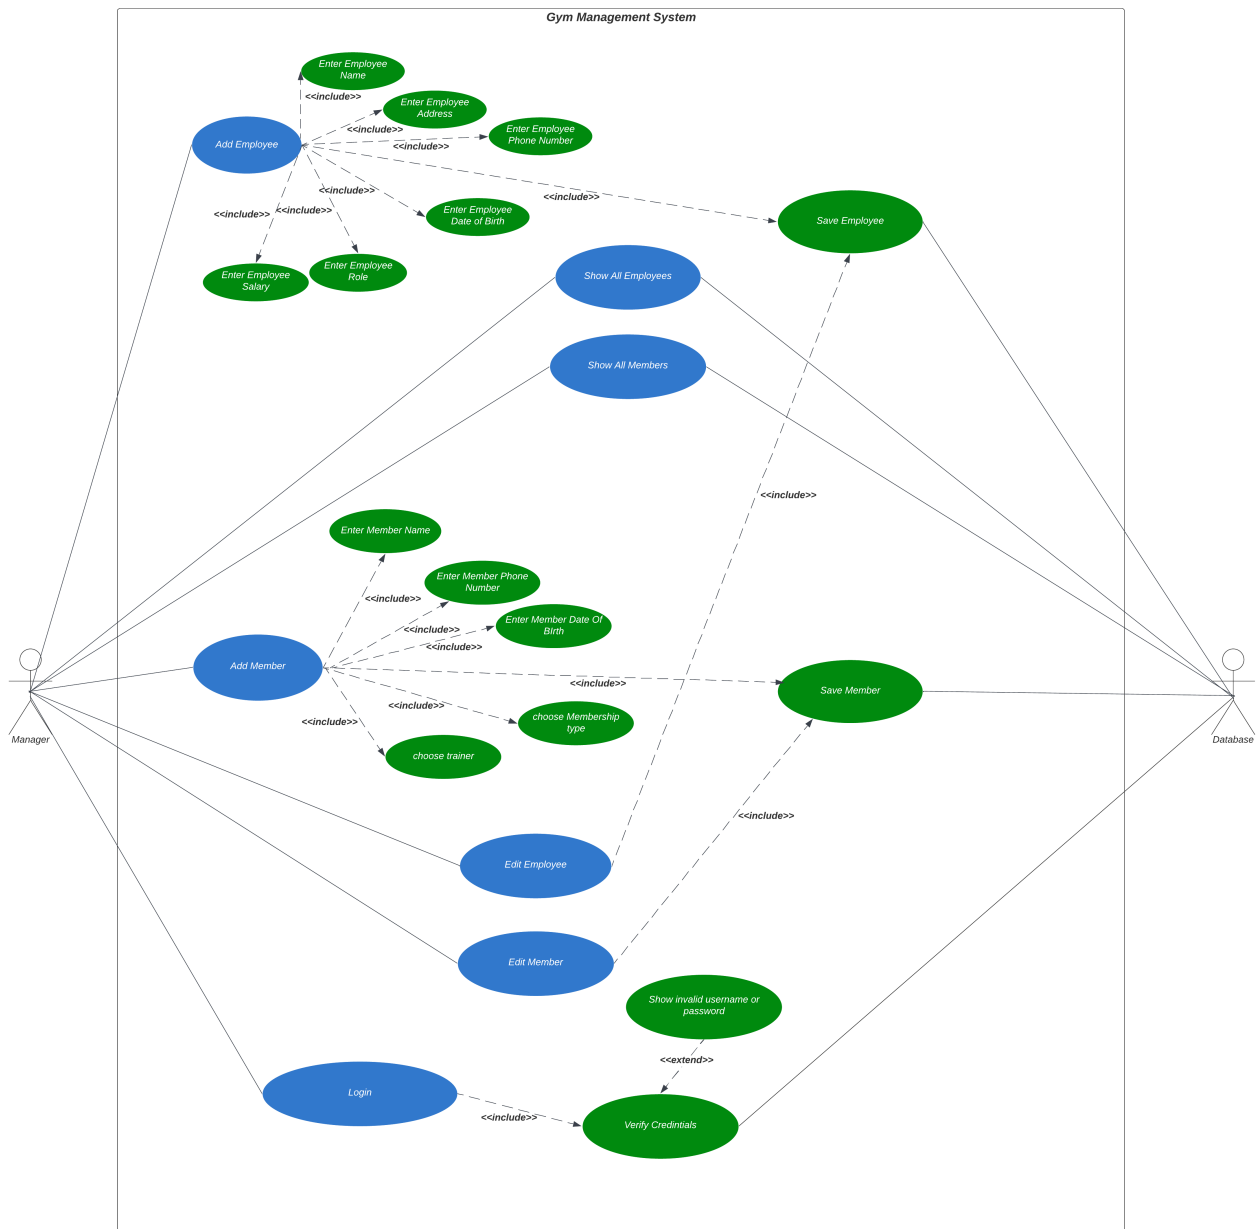 Gym Management System
Enter Employee
Name
<<include>>
Enter Employee
Address
<<include>>
Enter Employee
Phone Number
<<include>>
Add Employee
<<include>>
<<include>>
<<include>>
<<include>>
Enter Employee
Date of Birth
Save Employee
Enter Employee
Salary
Enter Employee
Role
Show All Employees
Show All Members
<<include>>
Enter Member Name
Enter Member Phone
Number
<<include>>
Enter Member Date Of
BIrth
<<include>>
<<include>>
Add Member
<<include>>
Save Member
<<include>>
<<include>>
choose Membership
type
choose trainer
Manager
Database
<<include>>
Edit Employee
Edit Member
Show invalid username or
password
<<extend>>
Login
<<include>>
Verify Credintials